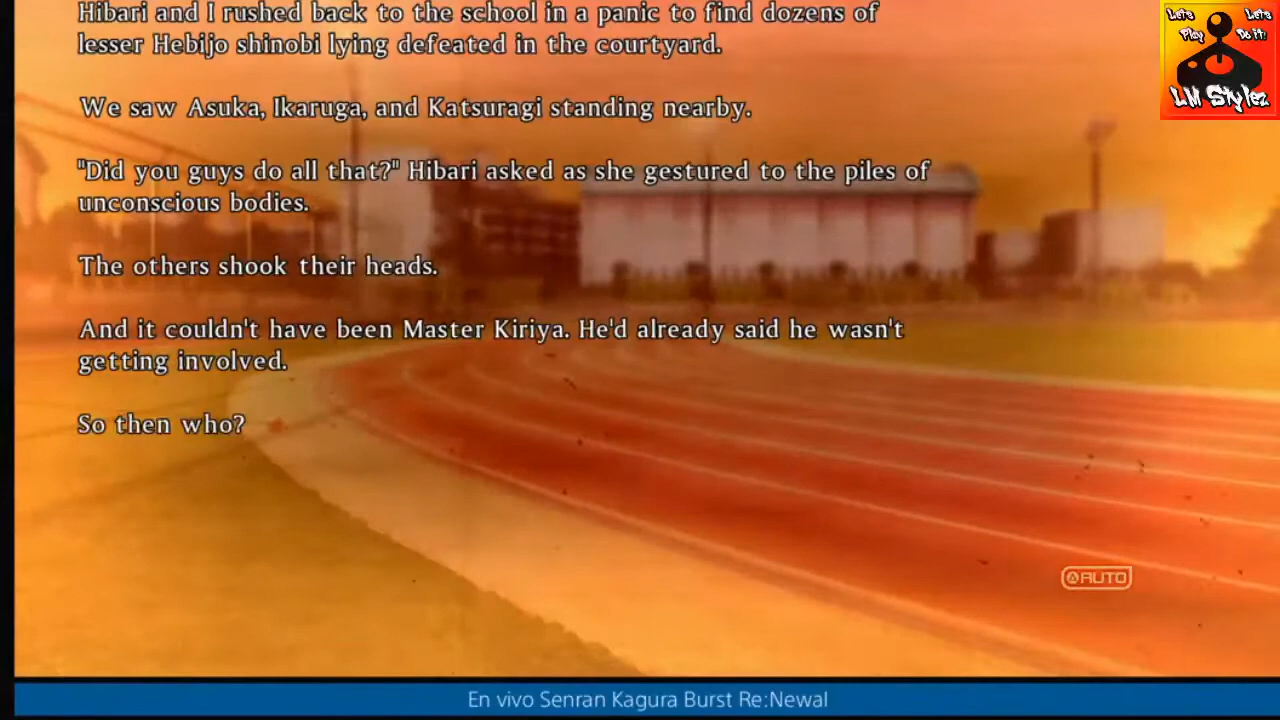 Hibari and I rushed back to the school in a panic to find dozens of
lesser Hebijo shinobi lying defeated in the courtyard.
We saw Asuka, Ikaruga, and Katsuragi standing nearby.
"Did you guys do all that?" Hibari asked as she gestured to the piles of
unconscious bodies.
The others shook their heads.
And it couldn't have been Master Kiriya. He'd already said he wasn't
getting involved.
So then who?
Lets Play
Lets Do it!
LM Stylez
A AUTO
En vivo Senran Kagura Burst Re:Newal